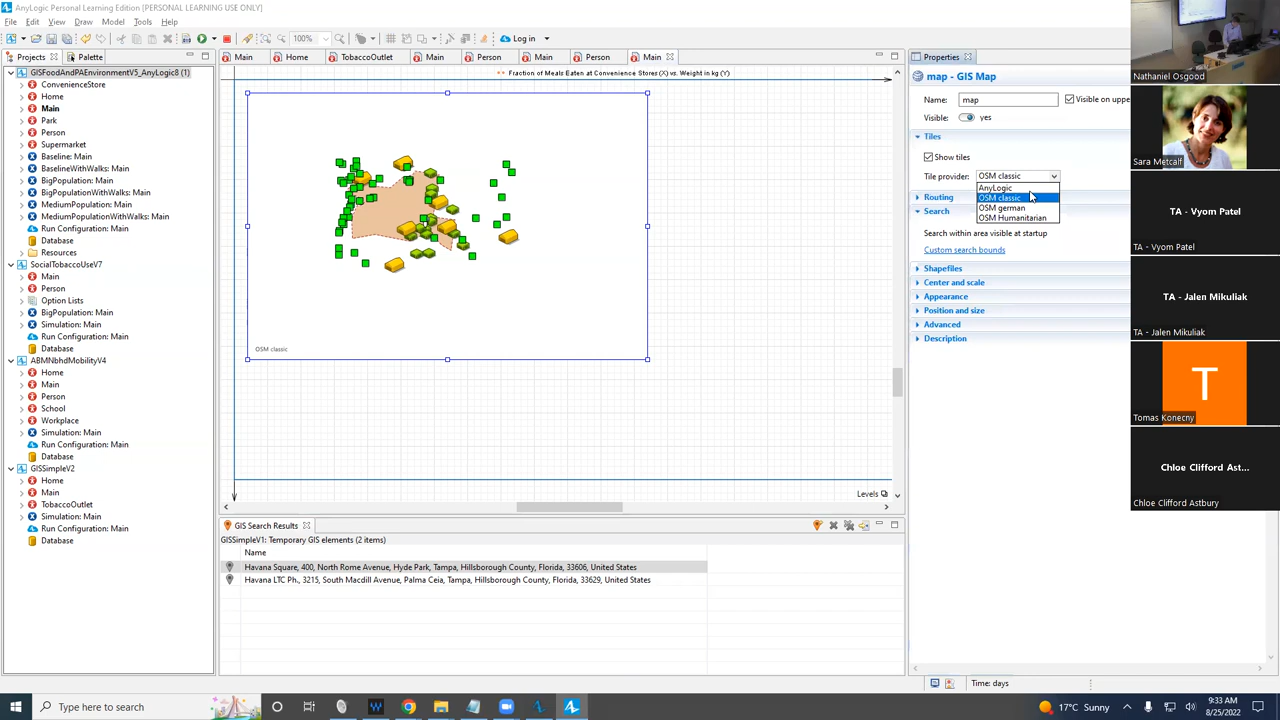 AnyLogic Personal Learning Edition [PERSONAL LEARNING USE ONLY]
File Edit View Draw Model Tools Help
100% Log in
Projects Palette
Main Home TobaccoOutlet Main Person Main Person Main
Properties
GISFoodAndPAEnvironmentV5_AnyLogic8 (1)
ConvenienceStore
Home
Main
Park
Person
Supermarket
Baseline: Main
BaselineWithWalks: Main
BigPopulation: Main
BigPopulationWithWalks: Main
MediumPopulation: Main
MediumPopulationWithWalks: Main
Run Configuration: Main
Database
Resources
SocialTobaccoUseV7
Main
Person
Option Lists
BigPopulation: Main
Simulation: Main
Run Configuration: Main
Database
ABMNbhdMobilityV4
Home
Main
Person
School
Workplace
Simulation: Main
Run Configuration: Main
Database
GISSimpleV2
Home
Main
TobaccoOutlet
Simulation: Main
Run Configuration: Main
Database
Fraction of Meals Eaten at Convenience Stores (X) vs. Weight in kg (Y)
OSM classic
Levels
GIS Search Results
GISSimpleV1: Temporary GIS elements (2 items)
Name
Havana Square, 400, North Rome Avenue, Hyde Park, Tampa, Hillsborough County, Florida, 33606, United States
Havana LTC Ph., 3215, South Macdill Avenue, Palma Ceia, Tampa, Hillsborough County, Florida, 33629, United States
map - GIS Map
Name: map Visible on uppe
Visible: yes
Tiles
Show tiles
Tile provider: OSM classic
AnyLogic
OSM classic
OSM german
OSM Humanitarian
Routing
Search
Search within area visible at startup
Custom search bounds
Shapefiles
Center and scale
Appearance
Position and size
Advanced
Description
Time: days
Nathaniel Osgood
Sara Metcalf
TA - Vyom Patel
TA - Vyom Patel
TA - Jalen Mikuliak
TA - Jalen Mikuliak
T
Tomas Konecny
Chloe Clifford Ast...
Chloe Clifford Astbury
Type here to search
17°C Sunny
9:33 AM
8/25/2022